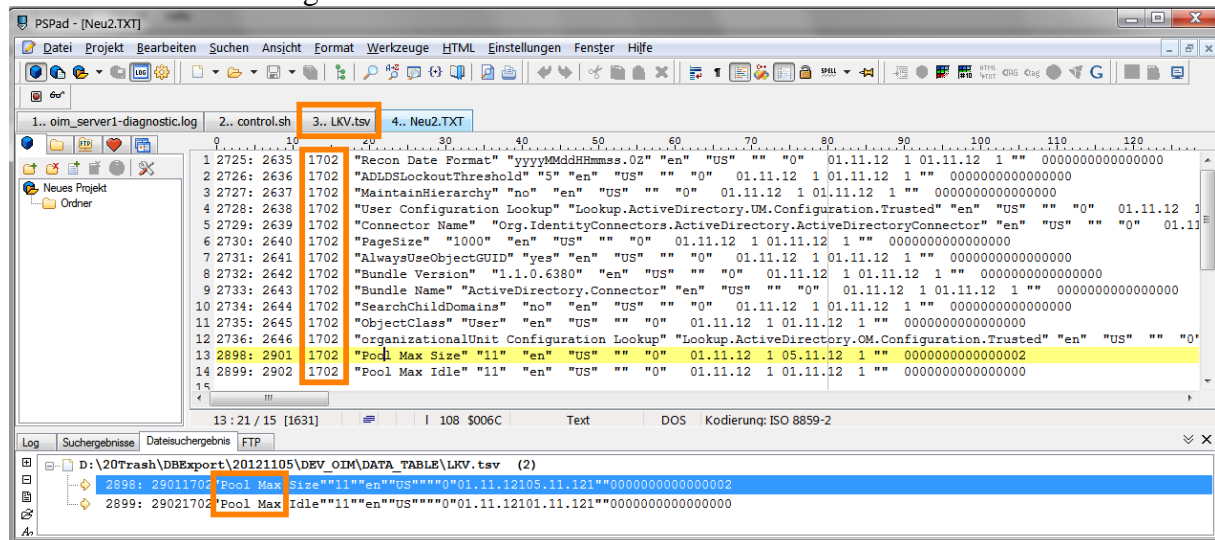 PSPad - [Neu2.TXT]
Datei Projekt Bearbeiten Suchen Ansicht Format Werkzeuge HTML Einstellungen Fenster Hilfe
1.. oim_server1-diagnostic.log 2.. control.sh 3.. LKV.tsv 4.. Neu2.TXT
0 10 20 30 40 50 60 70 80 90 100 110 120
Neues Projekt
Ordner
1 2725: 2635 1702 "Recon Date Format" "yyyyMMddHHmmss.0Z" "en" "US" "" "0" 01.11.12 1 01.11.12 1 "" 0000000000000000
2 2726: 2636 1702 "ADLDSLockoutThreshold" "5" "en" "US" "" "0" 01.11.12 1 01.11.12 1 "" 0000000000000000
3 2727: 2637 1702 "MaintainHierarchy" "no" "en" "US" "" "0" 01.11.12 1 01.11.12 1 "" 0000000000000000
4 2728: 2638 1702 "User Configuration Lookup" "Lookup.ActiveDirectory.UM.Configuration.Trusted" "en" "US" "" "0" 01.11.12 1
5 2729: 2639 1702 "Connector Name" "Org.IdentityConnectors.ActiveDirectory.ActiveDirectoryConnector" "en" "US" "" "0" 01.11
6 2730: 2640 1702 "PageSize" "1000" "en" "US" "" "0" 01.11.12 1 01.11.12 1 "" 0000000000000000
7 2731: 2641 1702 "AlwaysUseObjectGUID" "yes" "en" "US" "" "0" 01.11.12 1 01.11.12 1 "" 0000000000000000
8 2732: 2642 1702 "Bundle Version" "1.1.0.6380" "en" "US" "" "0" 01.11.12 1 01.11.12 1 "" 0000000000000000
9 2733: 2643 1702 "Bundle Name" "ActiveDirectory.Connector" "en" "US" "" "0" 01.11.12 1 01.11.12 1 "" 0000000000000000
10 2734: 2644 1702 "SearchChildDomains" "no" "en" "US" "" "0" 01.11.12 1 01.11.12 1 "" 0000000000000000
11 2735: 2645 1702 "ObjectClass" "User" "en" "US" "" "0" 01.11.12 1 01.11.12 1 "" 0000000000000000
12 2736: 2646 1702 "organizationalUnit Configuration Lookup" "Lookup.ActiveDirectory.OM.Configuration.Trusted" "en" "US" "" "0"
13 2898: 2901 1702 "Pool Max Size" "11" "en" "US" "" "0" 01.11.12 1 05.11.12 1 "" 0000000000000002
14 2899: 2902 1702 "Pool Max Idle" "11" "en" "US" "" "0" 01.11.12 1 01.11.12 1 "" 0000000000000000
15
13 : 21 / 15 [1631] l 108 $006C Text DOS Kodierung: ISO 8859-2
Log Suchergebnisse Dateisuchergebnis FTP
D:\20Trash\DBExport\20121105\DEV_OIM\DATA_TABLE\LKV.tsv (2)
2898: 29011702"Pool Max Size""11""en""US""""0"01.11.12105.11.121""0000000000000002
2899: 29021702"Pool Max Idle""11""en""US""""0"01.11.12101.11.121""0000000000000000